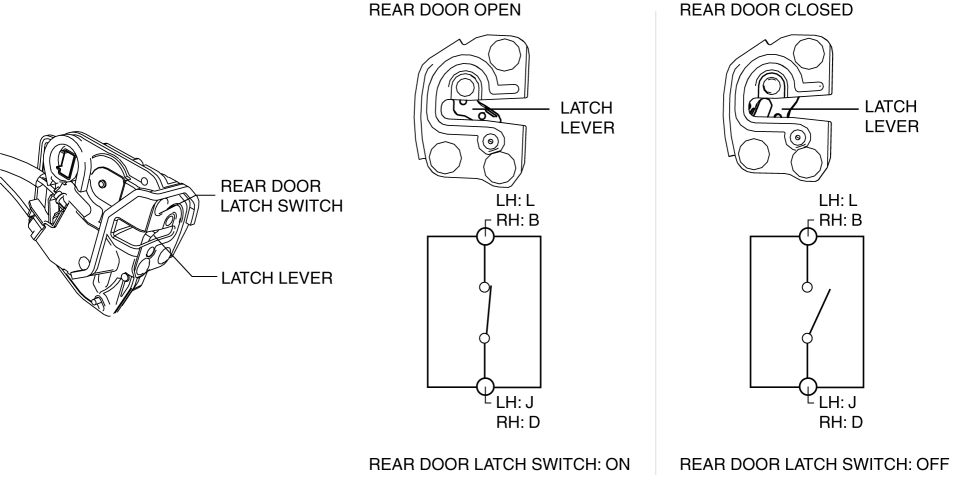 REAR DOOR OPEN
LATCH
LEVER
REAR DOOR CLOSED
LATCH
LEVER
REAR DOOR
LATCH SWITCH
LATCH LEVER
LH: L
RH: B
LH: J
RH: D
LH: L
RH: B
LH: J
RH: D
REAR DOOR LATCH SWITCH: ON
REAR DOOR LATCH SWITCH: OFF